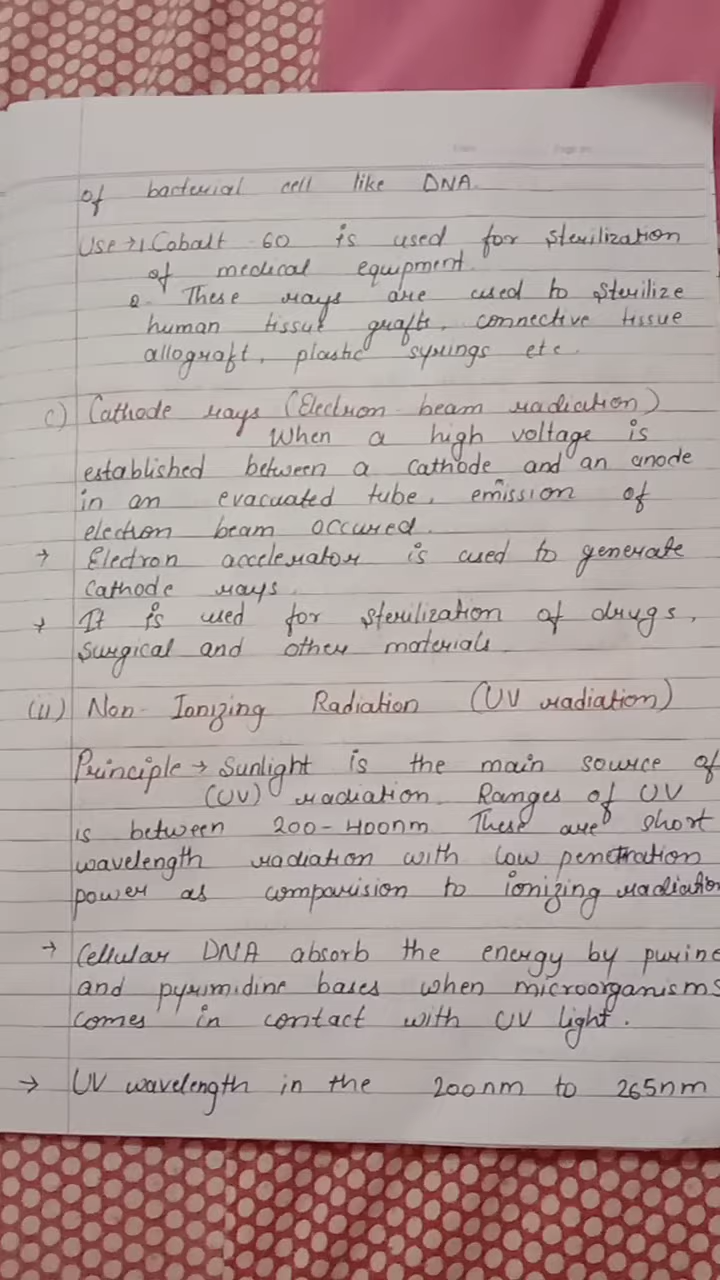 of bacterial cell like DNA.
Use → 1. Cobalt 60 is used for sterilization
of medical equipment.
2. These rays are used to sterilize
human tissue grafts, connective tissue
allograft, plastic syrings etc.
c) Cathode rays (Electron beam radiation)
When a high voltage is
established between a cathode and an anode
in an evacuated tube, emission of
electron beam occured.
→ Electron accelerator is used to generate
cathode rays.
→ It is used for sterilization of drugs,
surgical and other materials
(ii) Non-Ionizing Radiation (UV radiation)
Principle → Sunlight is the main source of
(UV) radiation. Ranges of UV
is between 200-400nm These are short
wavelength radiation with low penetration
power as comparision to ionizing radiation
→ Cellular DNA absorb the energy by purine
and pyrimidine bases when microorganisms
comes in contact with UV light.
→ UV wavelength in the 200nm to 265nm